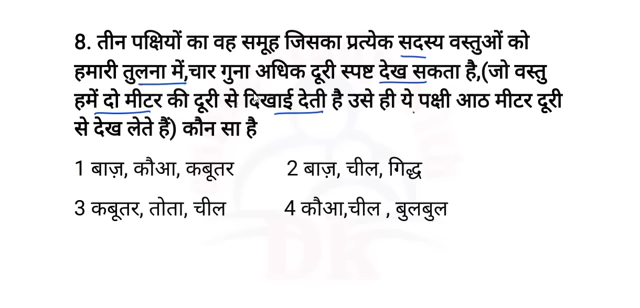 8. तीन पक्षियों का वह समूह जिसका प्रत्येक सदस्य वस्तुओं को
हमारी तुलना में,चार गुना अधिक दूरी स्पष्ट देख सकता है,(जो वस्तु
हमें दो मीटर की दूरी से दिखाई देती है उसे ही ये पक्षी आठ मीटर दूरी
से देख लेते हैं) कौन सा है
1 बाज़, कौआ, कबूतर 2 बाज़, चील, गिद्ध
3 कबूतर, तोता, चील 4 कौआ,चील , बुलबुल
DK